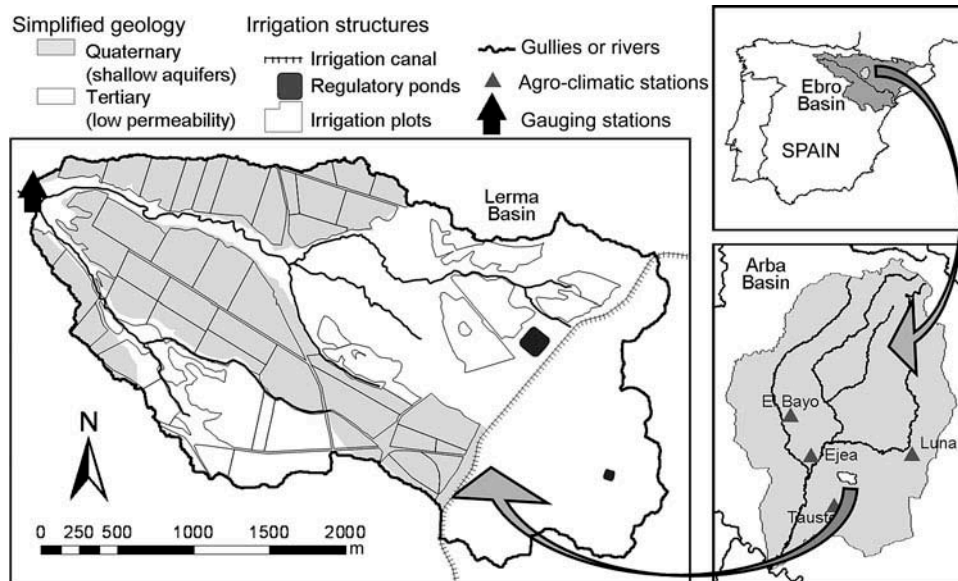 Simplified geology
Quaternary
(shallow aquifers)
Tertiary
(low permeability)
Irrigation structures
Irrigation canal
Regulatory ponds
Irrigation plots
Gullies or rivers
Agro-climatic stations
Gauging stations
Lerma
Basin
N
0 500 1000 1500 2000
m
Ebro
Basin
SPAIN
Arba
Basin
El Bayo
Ejea
Luna
Tauste